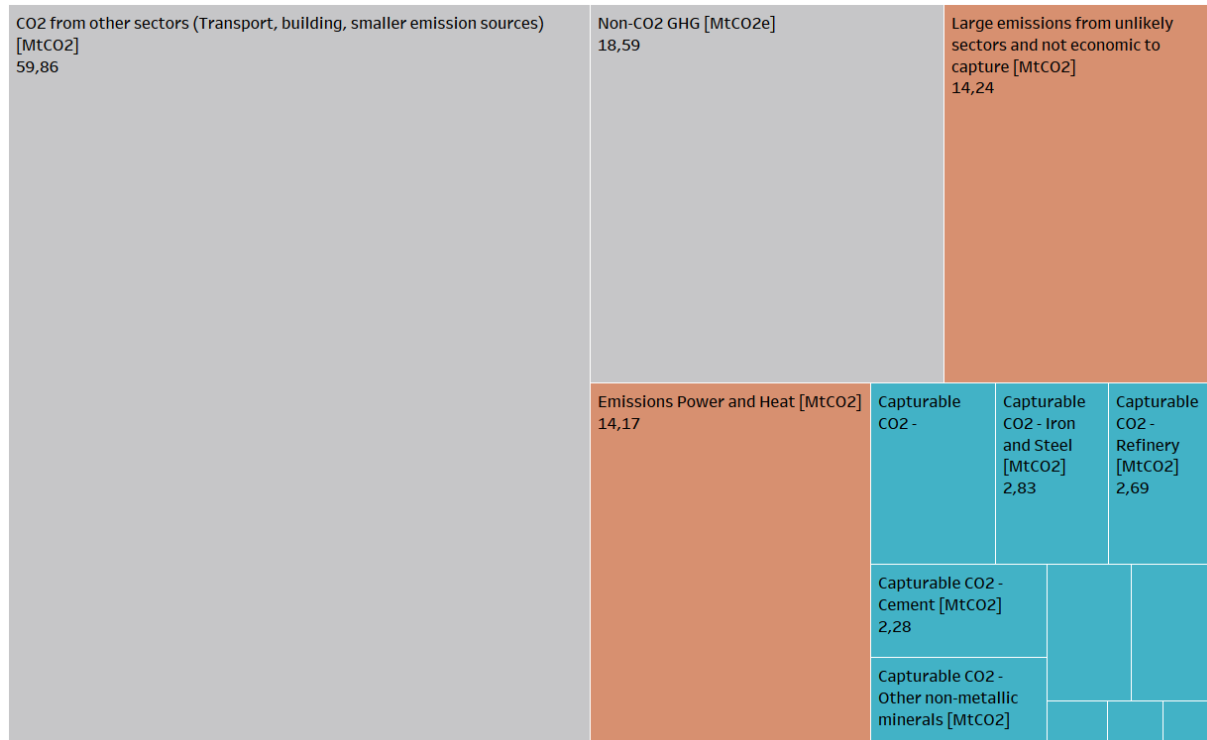 CO2 from other sectors (Transport, building, smaller emission sources)
[MtCO2]
59,86
Non-CO2 GHG [MtCO2e]
18,59
Large emissions from unlikely
sectors and not economic to
capture [MtCO2]
14,24
Emissions Power and Heat [MtCO2]
14,17
Capturable
CO2 -
Capturable
CO2 - Iron
and Steel
[MtCO2]
2,83
Capturable
CO2 -
Refinery
[MtCO2]
2,69
Capturable CO2 -
Cement [MtCO2]
2,28
Capturable CO2 -
Other non-metallic
minerals [MtCO2]